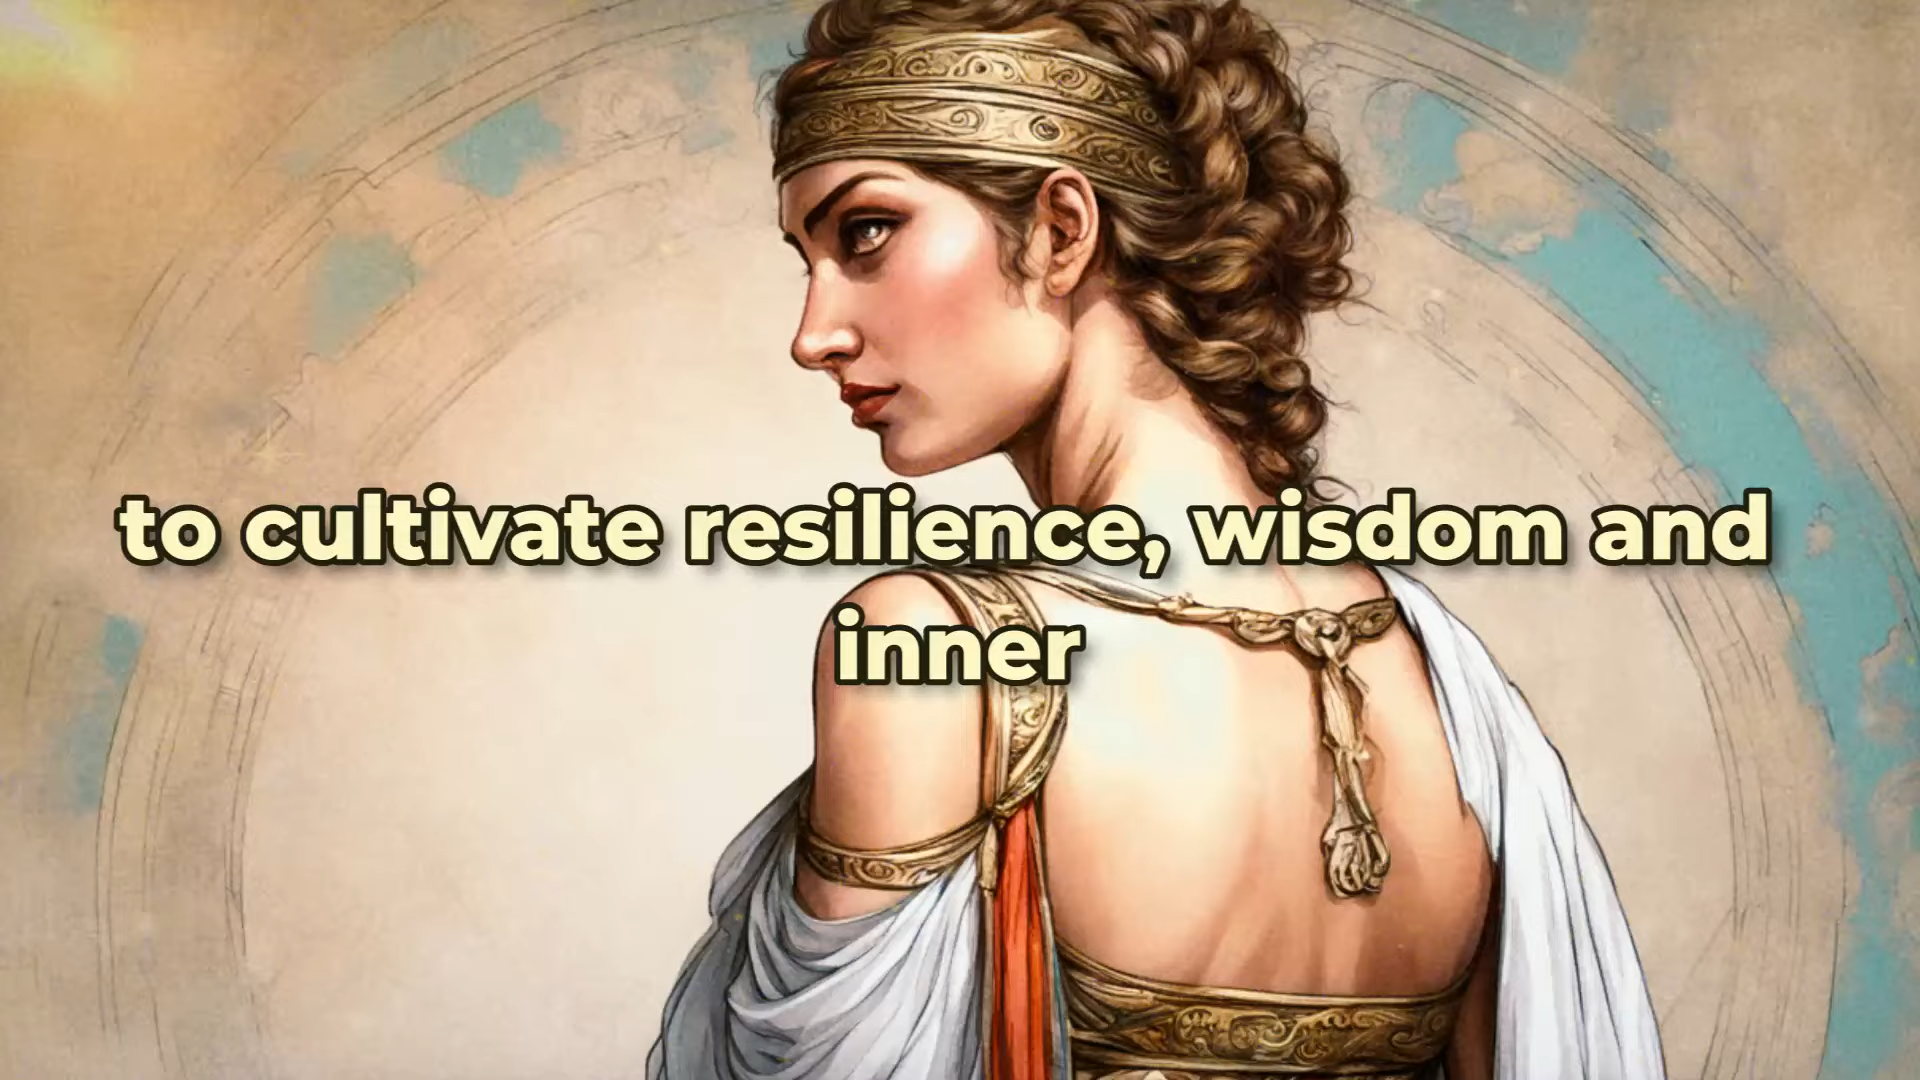 to cultivate resilience, wisdom and
inner